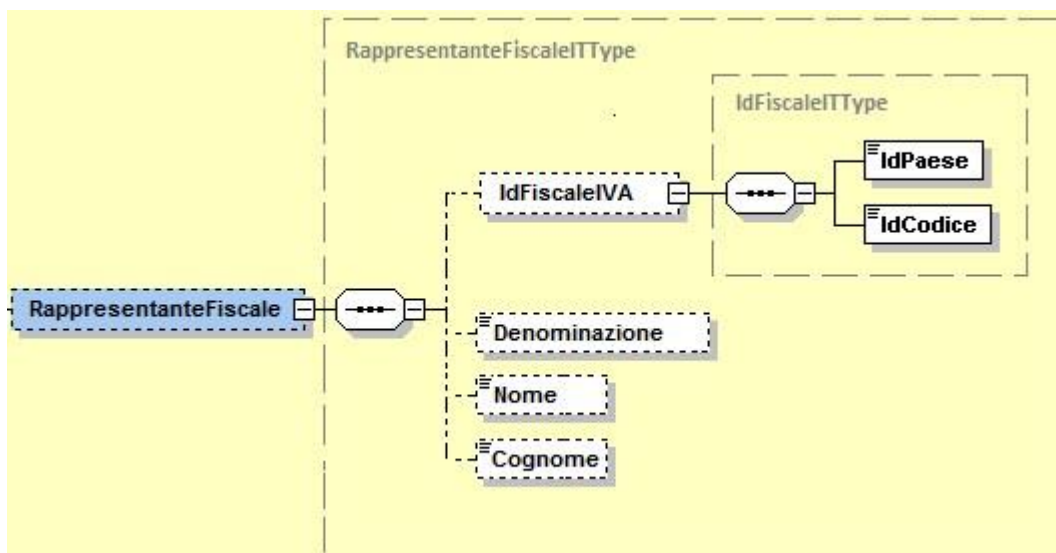 RappresentanteFiscaleITType
IdFiscaleITType
IdPaese
IdFiscaleIVA
IdCodice
RappresentanteFiscale
Denominazione
Nome
Cognome